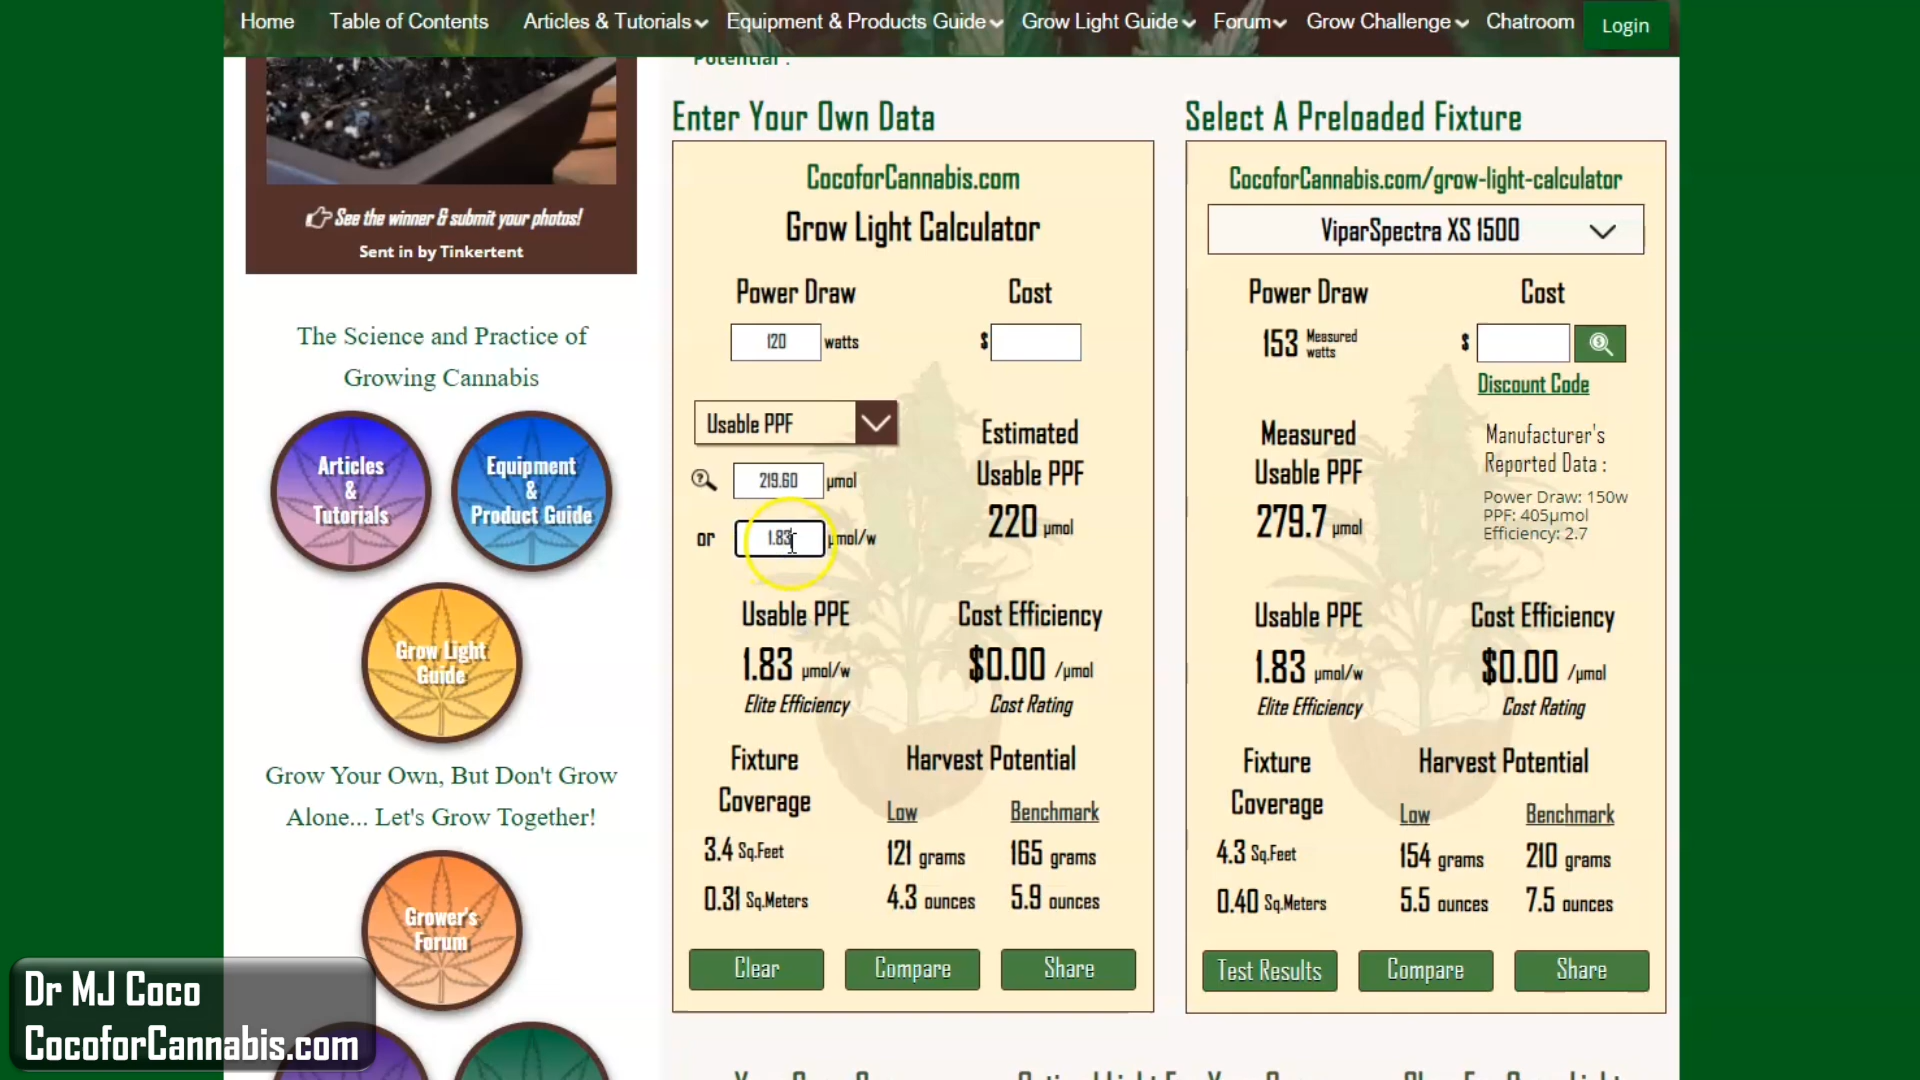 Home Table of Contents Articles & Tutorials Equipment & Products Guide Grow Light Guide Forum Grow Challenge Chatroom Login
Potential :
See the winner & submit your photos!
Sent in by Tinkertent
The Science and Practice of
Growing Cannabis
Articles
&
Tutorials
Equipment
&
Product Guide
Grow Light
Guide
Grow Your Own, But Don't Grow
Alone... Let's Grow Together!
Grower's
Forum
Dr MJ Coco
CocoforCannabis.com
Enter Your Own Data
CocoforCannabis.com
Grow Light Calculator
Power Draw Cost
120 watts $
Usable PPF
219.60 µmol
or 1.83 µmol/w
Estimated
Usable PPF
220 µmol
Usable PPE Cost Efficiency
1.83 µmol/w $0.00 /µmol
Elite Efficiency Cost Rating
Fixture
Coverage
Harvest Potential
Low Benchmark
3.4 Sq.Feet 121 grams 165 grams
0.31 Sq.Meters 4.3 ounces 5.9 ounces
Clear Compare Share
Select A Preloaded Fixture
CocoforCannabis.com/grow-light-calculator
ViparSpectra XS 1500
Power Draw Cost
153 Measured watts $
Discount Code
Measured
Usable PPF
279.7 µmol
Manufacturer's
Reported Data :
Power Draw: 150w
PPF: 405µmol
Efficiency: 2.7
Usable PPE Cost Efficiency
1.83 µmol/w $0.00 /µmol
Elite Efficiency Cost Rating
Fixture
Coverage
Harvest Potential
Low Benchmark
4.3 Sq.Feet 154 grams 210 grams
0.40 Sq.Meters 5.5 ounces 7.5 ounces
Test Results Compare Share